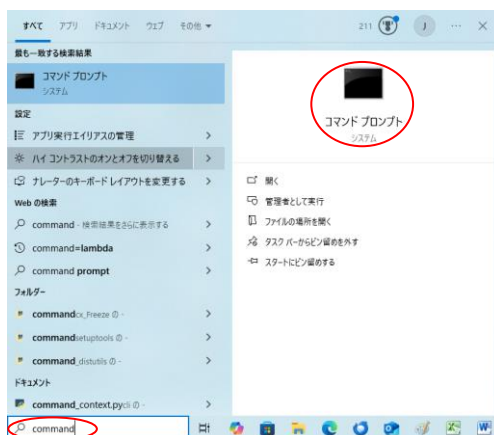 すべて アプリ ドキュメント ウェブ その他 211 J
最も一致する検索結果
コマンド プロンプト
システム
設定
アプリ実行エイリアスの管理
ハイ コントラストのオンとオフを切り替える
ナレーターのキーボード レイアウトを変更する
Web の検索
command - 検索結果をさらに表示する
command=lambda
command prompt
フォルダー
commandcx_Freeze の -
commandsetuptools の -
command_distutils の -
ドキュメント
command_context.pycli の -
command
コマンド プロンプト
システム
開く
管理者として実行
ファイルの場所を開く
タスク バーからピン留めを外す
スタートにピン留めする